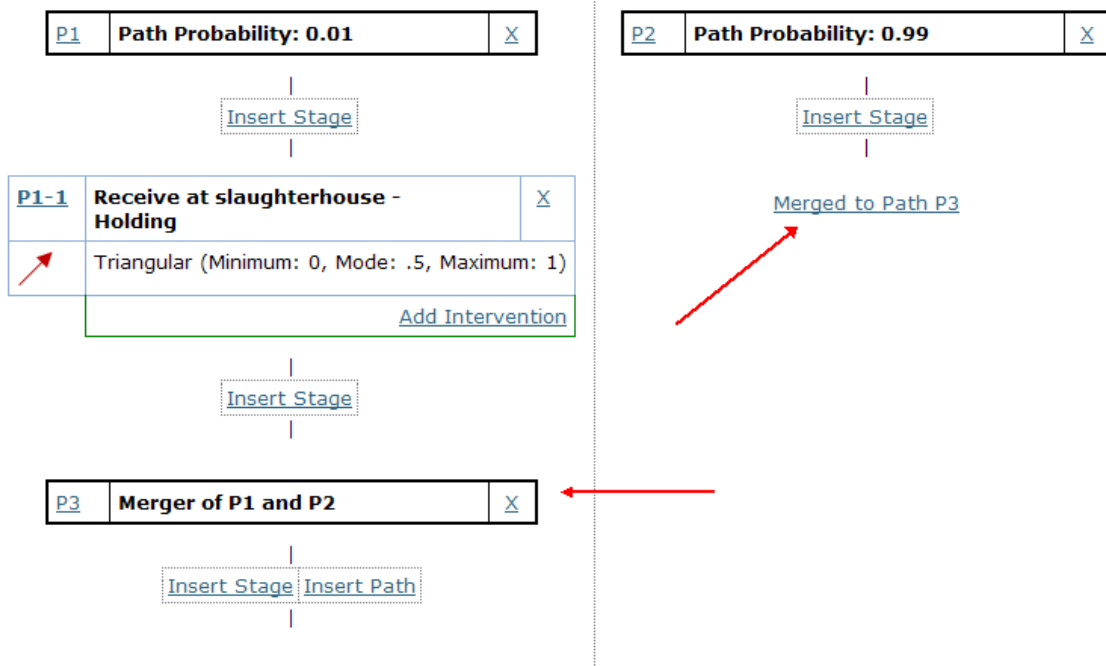 P1 Path Probability: 0.01 X
|
Insert Stage
|
P1-1 Receive at slaughterhouse - X
Holding
Triangular (Minimum: 0, Mode: .5, Maximum: 1)
Add Intervention
|
Insert Stage
|
P3 Merger of P1 and P2 X
|
Insert Stage Insert Path
|
P2 Path Probability: 0.99 X
|
Insert Stage
|
Merged to Path P3